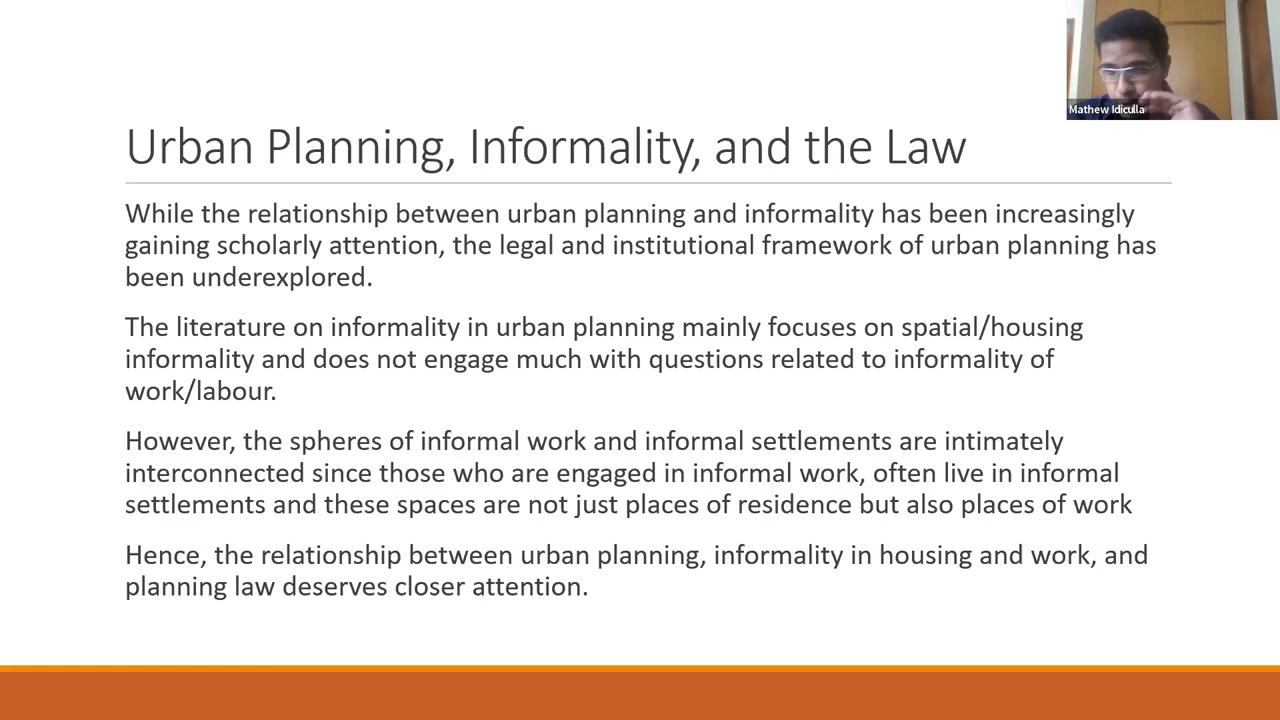 Mathew Idiculla
Urban Planning, Informality, and the Law
While the relationship between urban planning and informality has been increasingly
gaining scholarly attention, the legal and institutional framework of urban planning has
been underexplored.
The literature on informality in urban planning mainly focuses on spatial/housing
informality and does not engage much with questions related to informality of
work/labour.
However, the spheres of informal work and informal settlements are intimately
interconnected since those who are engaged in informal work, often live in informal
settlements and these spaces are not just places of residence but also places of work
Hence, the relationship between urban planning, informality in housing and work, and
planning law deserves closer attention.